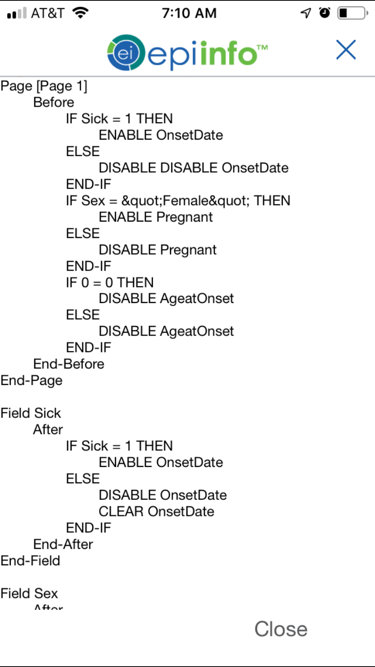 AT&T 7:10 AM
ei epiinfo™
Page [Page 1]
Before
IF Sick = 1 THEN
ENABLE OnsetDate
ELSE
DISABLE DISABLE OnsetDate
END-IF
IF Sex = &quot;Female&quot; THEN
ENABLE Pregnant
ELSE
DISABLE Pregnant
END-IF
IF 0 = 0 THEN
DISABLE AgeatOnset
ELSE
DISABLE AgeatOnset
END-IF
End-Before
End-Page
Field Sick
After
IF Sick = 1 THEN
ENABLE OnsetDate
ELSE
DISABLE OnsetDate
CLEAR OnsetDate
END-IF
End-After
End-Field
Field Sex
After
Close